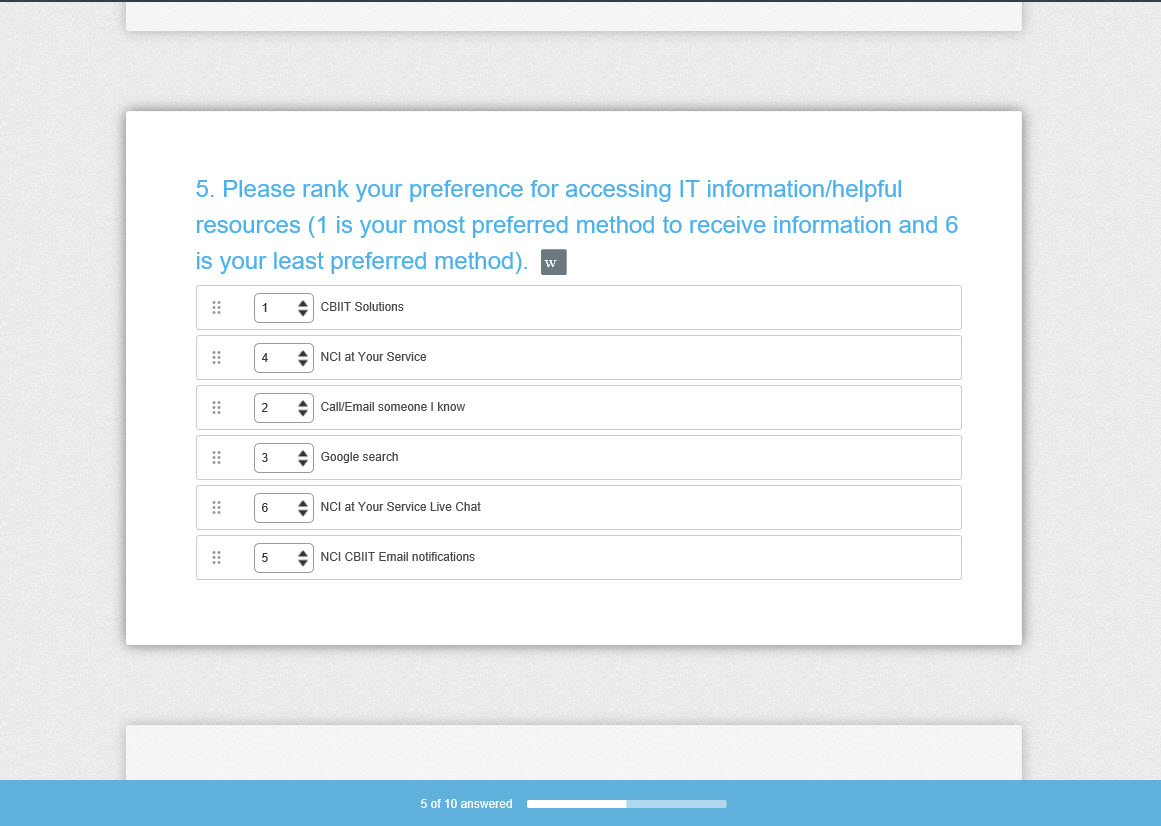 5. Please rank your preference for accessing IT information/helpful
resources (1 is your most preferred method to receive information and 6
is your least preferred method). w
1 CBIIT Solutions
4 NCI at Your Service
2 Call/Email someone I know
3 Google search
6 NCI at Your Service Live Chat
5 NCI CBIIT Email notifications
5 of 10 answered